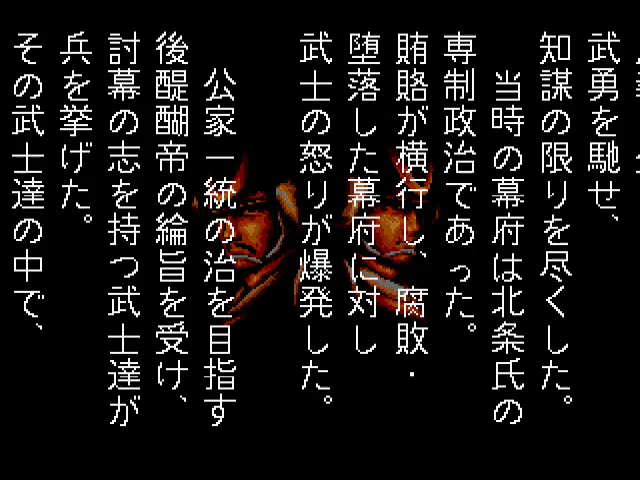 武勇を馳せ、
知謀の限りを尽くした。
当時の幕府は北条氏の
専制政治であった。
賄賂が横行し、腐敗・
堕落した幕府に対し
武士の怒りが爆発した。
公家一統の治を目指す
後醍醐帝の綸旨を受け、
討幕の志を持つ武士達が
兵を挙げた。
その武士達の中で、